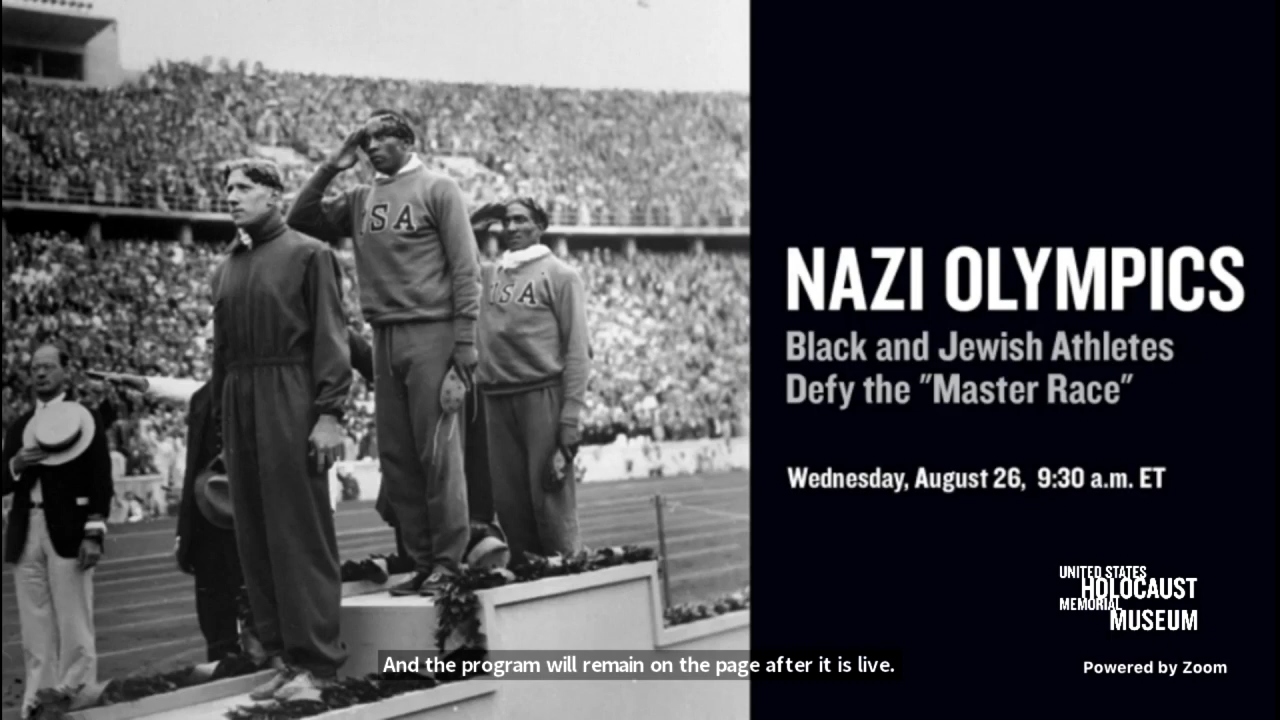 USA
USA
NAZI OLYMPICS
Black and Jewish Athletes
Defy the "Master Race"
Wednesday, August 26, 9:30 a.m. ET
UNITED STATES
HOLOCAUST
MEMORIAL
MUSEUM
And the program will remain on the page after it is live.
Powered by Zoom